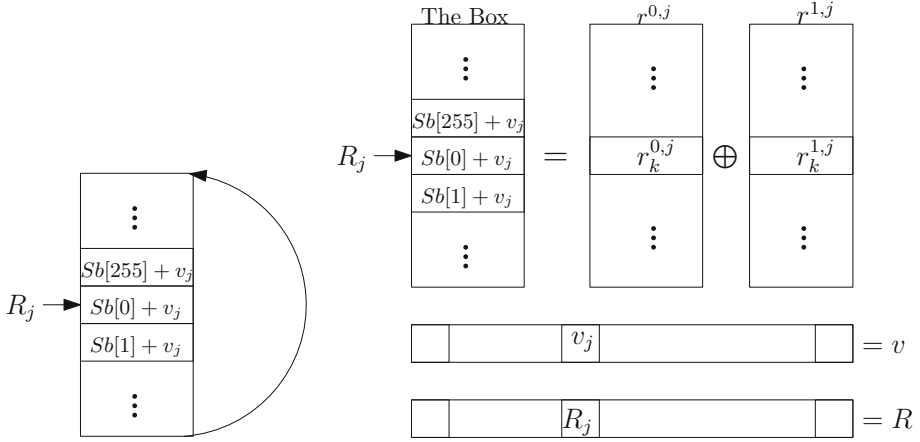 The Box r^{0,j} r^{1,j}
⋮ ⋮ ⋮
Sb[255] + v_j
R_j Sb[0] + v_j = r_k^{0,j} ⊕ r_k^{1,j}
Sb[1] + v_j
⋮ ⋮ ⋮
⋮
Sb[255] + v_j
R_j Sb[0] + v_j
Sb[1] + v_j
⋮
v_j = v
R_j = R